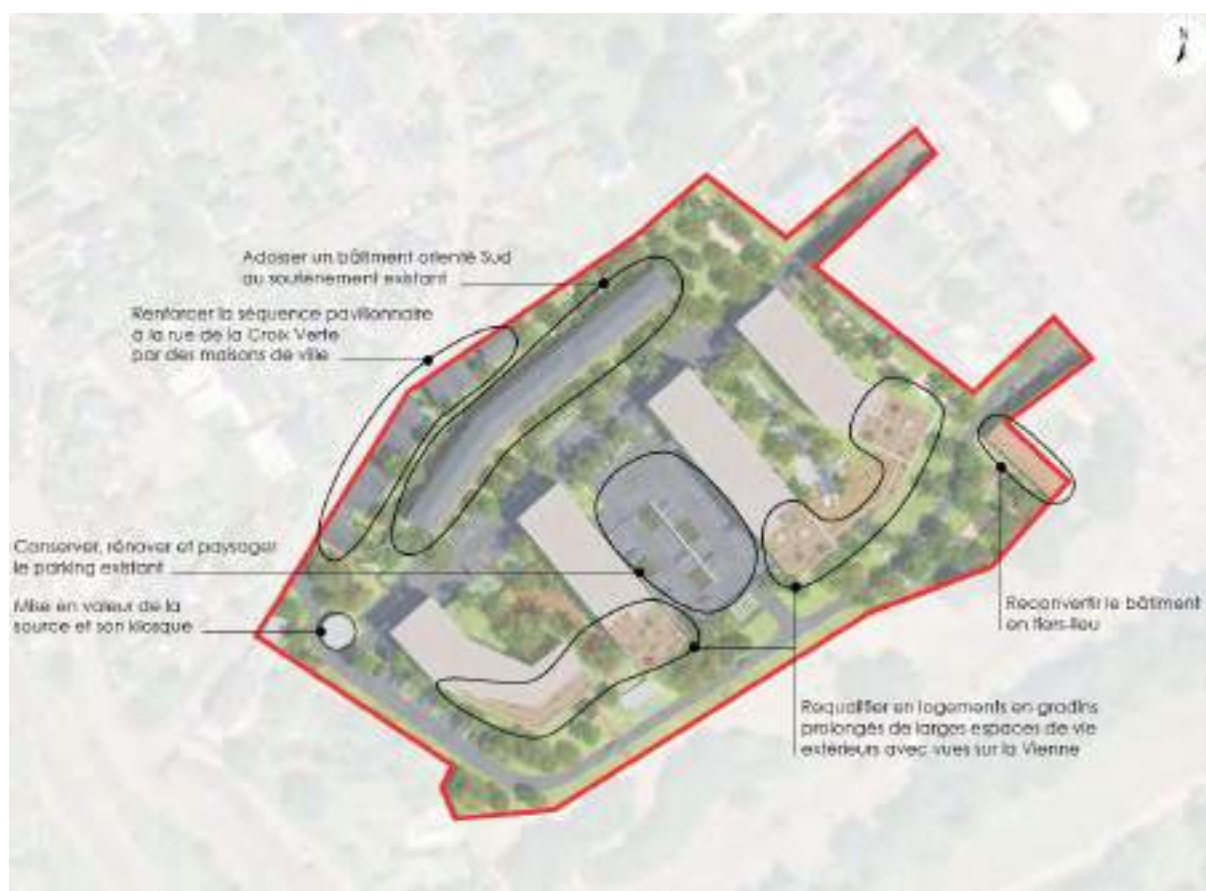 N
Adosser un bâtiment orienté Sud
au soutènement existant
Renforcer la séquence pavillonnaire
à la rue de la Croix Verte
par des maisons de ville
Conserver, rénover et paysager
le parking existant
Mise en valeur de la
source et son kiosque
Reconvertir le bâtiment
en tiers-lieu
Requalifier en logements en gradins
prolongés de larges espaces de vie
extérieurs avec vues sur la Vienne